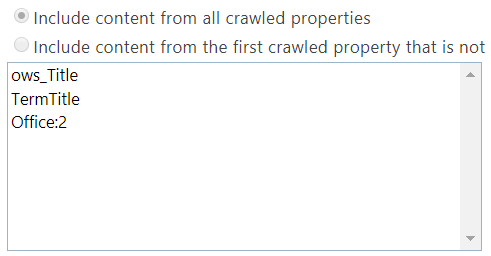 Include content from all crawled properties
Include content from the first crawled property that is not
ows_Title
TermTitle
Office:2